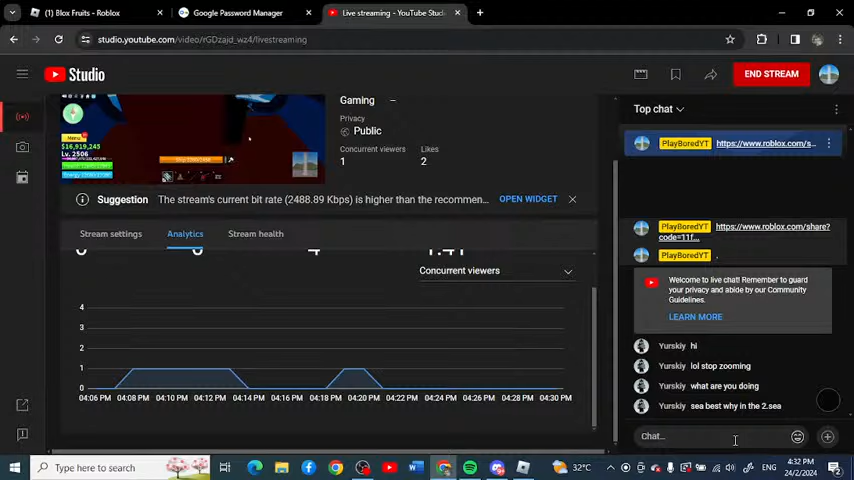 (1) Blox Fruits - Roblox
Google Password Manager
Live streaming - YouTube Stud
studio.youtube.com/video/rGDzajd_wz4/livestreaming
Studio
END STREAM
Gaming –
Privacy
Public
Concurrent viewers
Likes
1
2
Menu
$16,919,245
Lv. 2506
Suggestion
The stream's current bit rate (2488.89 Kbps) is higher than the recommen...
OPEN WIDGET
Stream settings
Analytics
Stream health
Concurrent viewers
4
3
2
1
0
04:06 PM 04:08 PM 04:10 PM 04:12 PM 04:14 PM 04:16 PM 04:18 PM 04:20 PM 04:22 PM 04:24 PM 04:26 PM 04:28 PM 04:30 PM
Top chat
PlayBoredYT https://www.roblox.com/s...
PlayBoredYT https://www.roblox.com/share?
code=11f...
PlayBoredYT .
Welcome to live chat! Remember to guard
your privacy and abide by our Community
Guidelines.
LEARN MORE
Yurskiy hi
Yurskiy lol stop zooming
Yurskiy what are you doing
Yurskiy sea best why in the 2.sea
Chat...
Type here to search
32°C
ENG
4:32 PM
24/2/2024